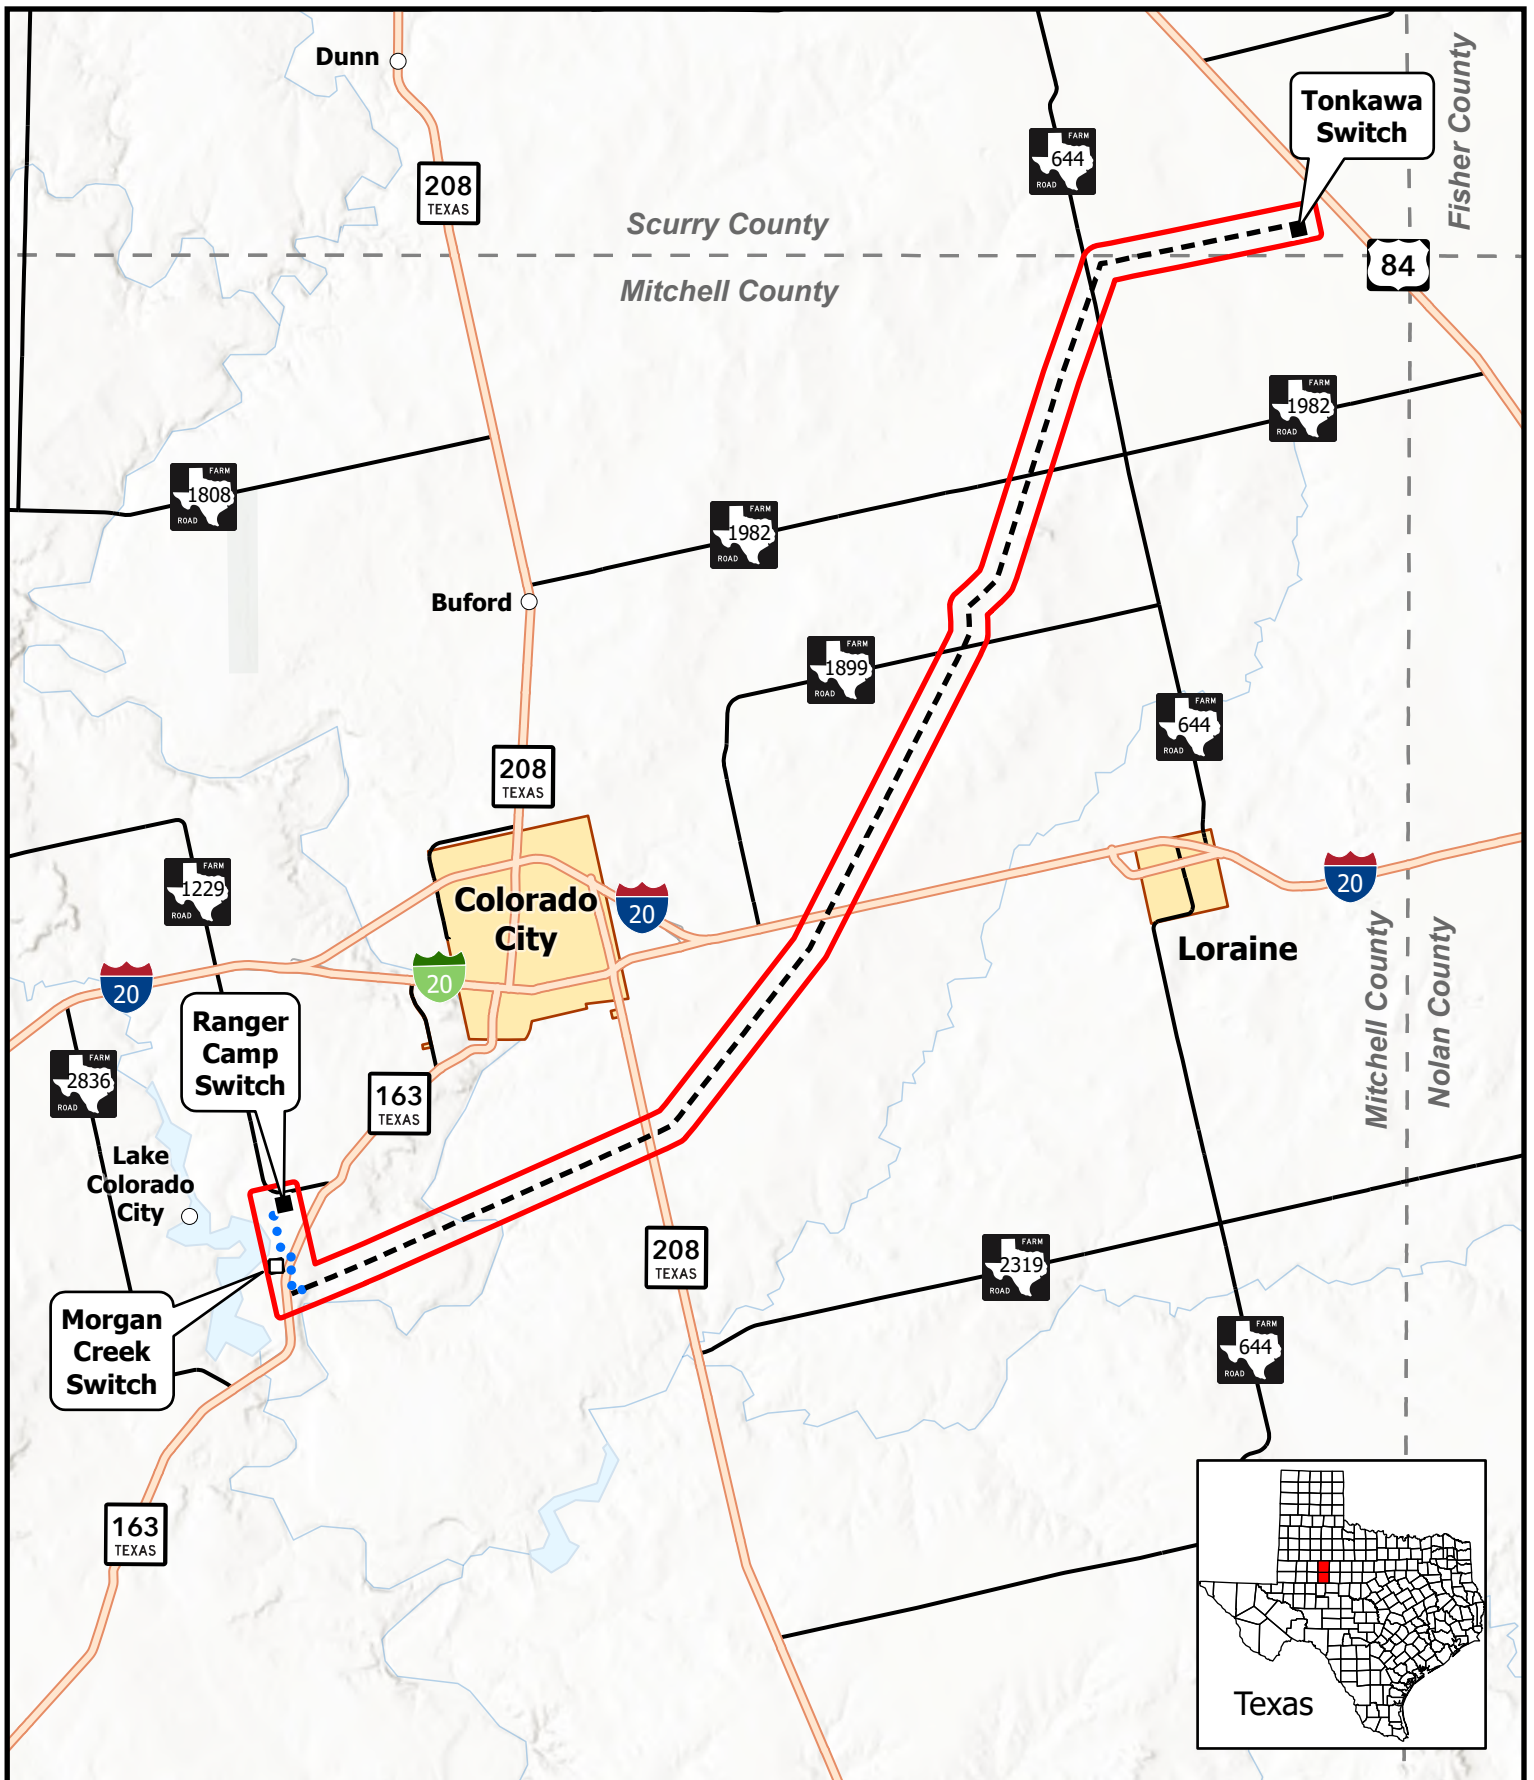 Dunn
208
TEXAS
FARM
644
ROAD
Tonkawa
Switch
Fisher County
Scurry County
Mitchell County
84
FARM
1982
ROAD
FARM
1808
ROAD
FARM
1982
ROAD
Buford
FARM
1899
ROAD
FARM
644
ROAD
208
TEXAS
FARM
1229
ROAD
Colorado
City
20
20
Loraine
20
20
Mitchell County
Nolan County
Ranger
Camp
Switch
FARM
2836
ROAD
163
TEXAS
Lake
Colorado
City
208
TEXAS
FARM
2319
ROAD
Morgan
Creek
Switch
FARM
644
ROAD
163
TEXAS
Texas